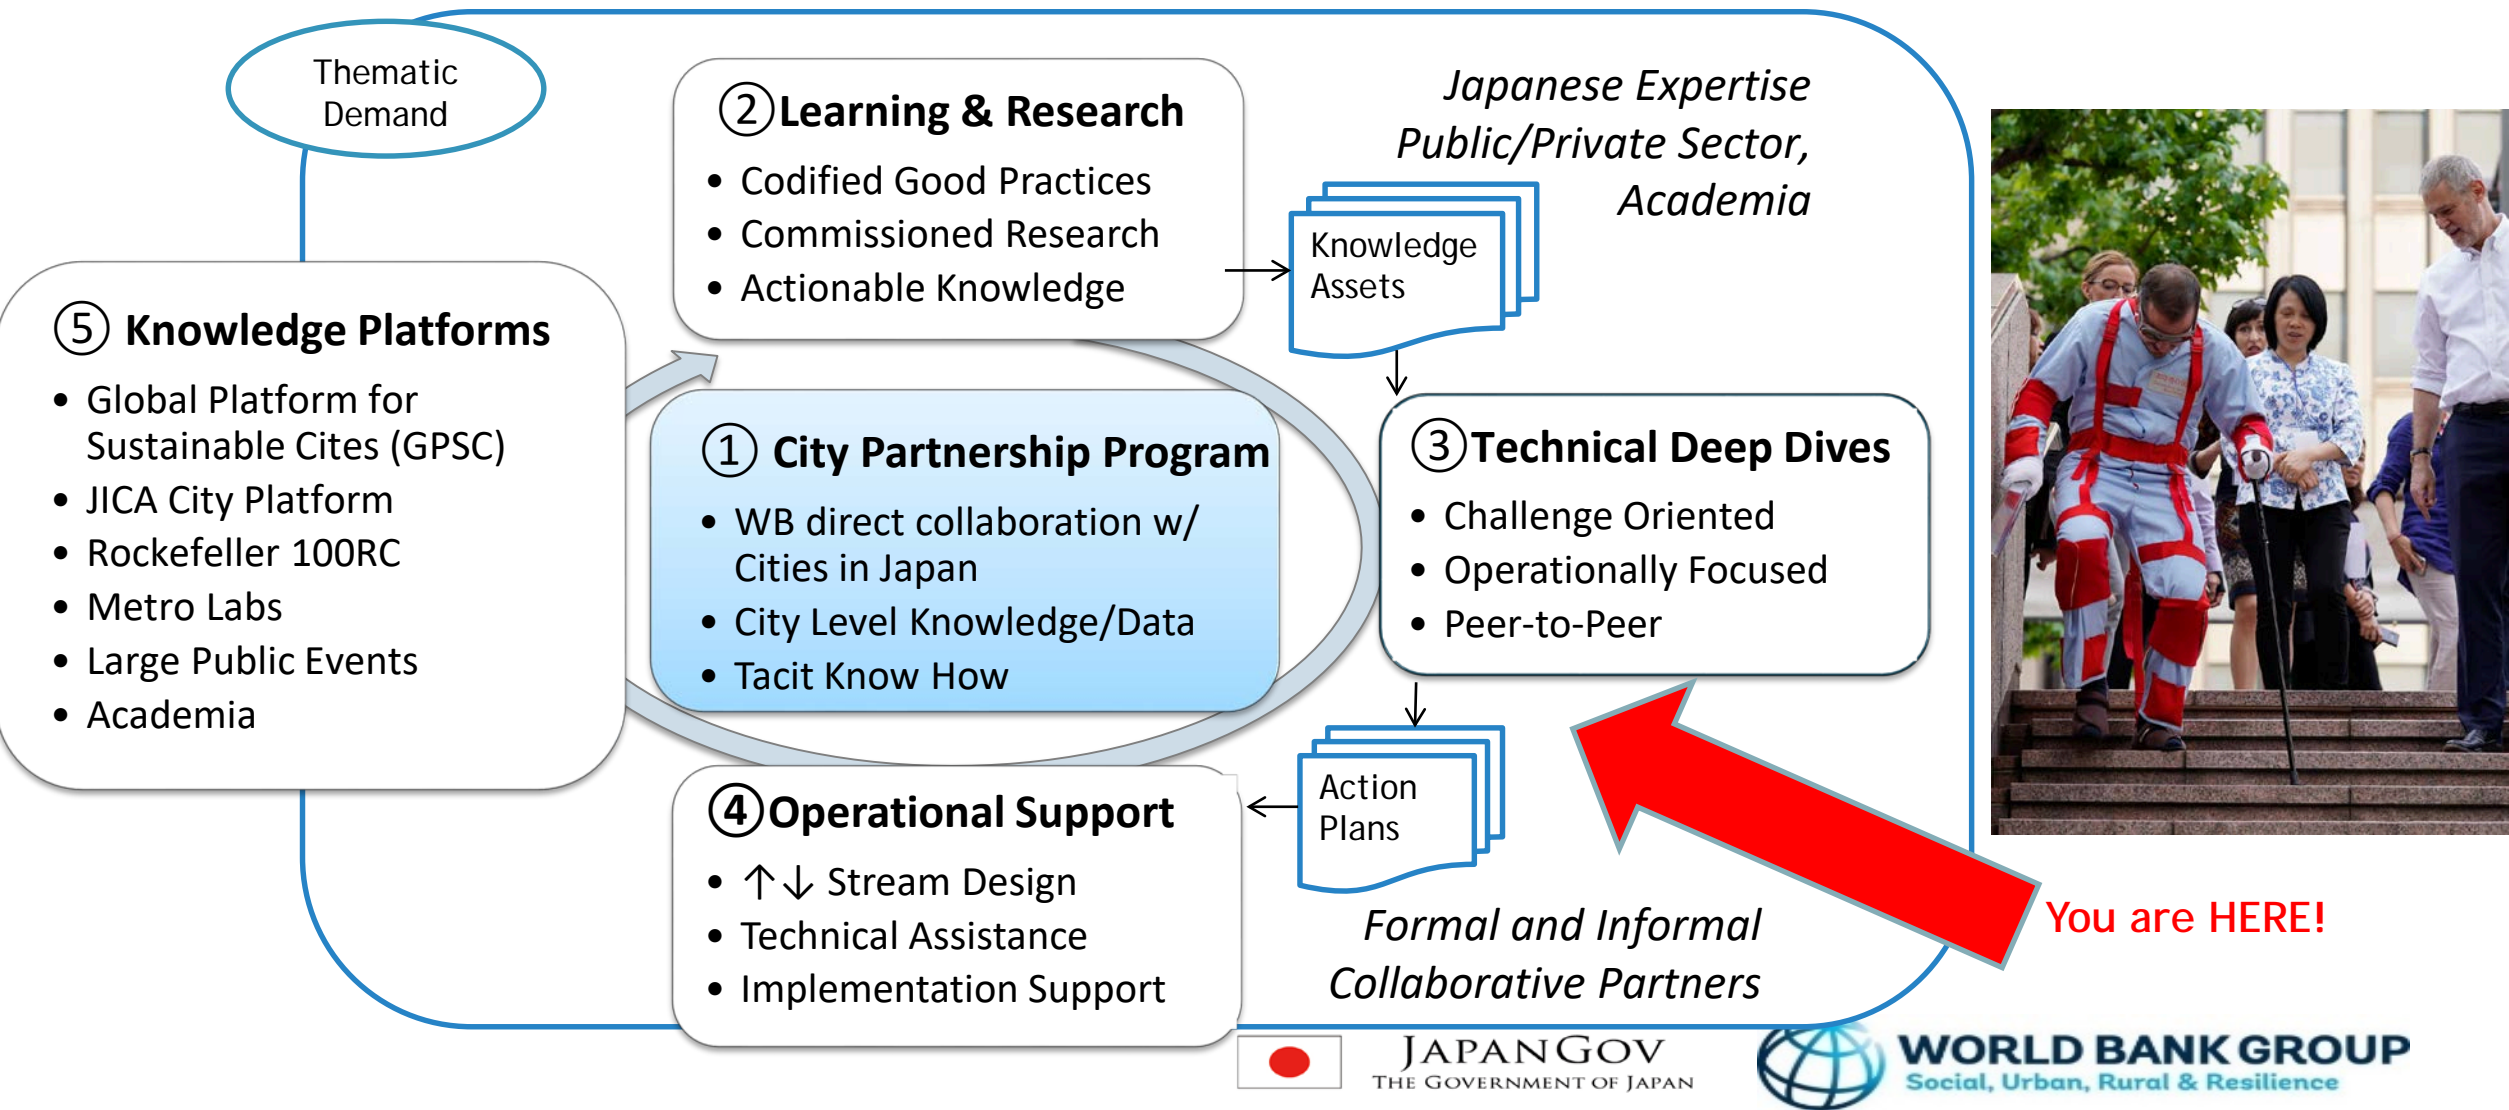 Thematic
Demand
②Learning & Research
• Codified Good Practices
• Commissioned Research
• Actionable Knowledge
Japanese Expertise
Public/Private Sector,
Academia
Knowledge
Assets
⑤ Knowledge Platforms
• Global Platform for
Sustainable Cites (GPSC)
• JICA City Platform
• Rockefeller 100RC
• Metro Labs
• Large Public Events
• Academia
① City Partnership Program
• WB direct collaboration w/
Cities in Japan
• City Level Knowledge/Data
• Tacit Know How
③Technical Deep Dives
• Challenge Oriented
• Operationally Focused
• Peer-to-Peer
Action
Plans
④Operational Support
• ↑↓ Stream Design
• Technical Assistance
• Implementation Support
Formal and Informal
Collaborative Partners
You are HERE!
JAPANGOV
THE GOVERNMENT OF JAPAN
WORLD BANK GROUP
Social, Urban, Rural & Resilience